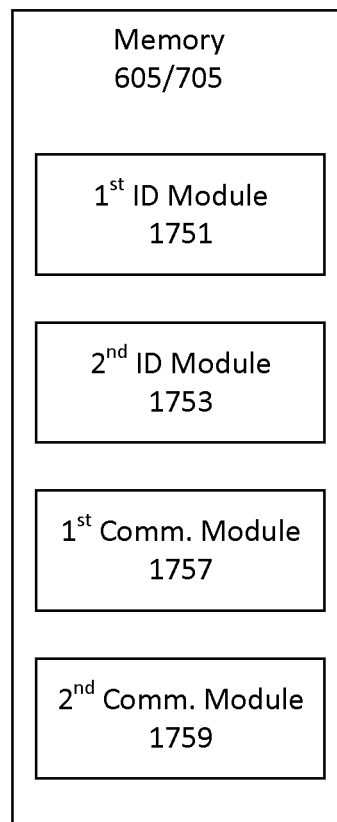 Memory
605/705
1st ID Module
1751
2nd ID Module
1753
1st Comm. Module
1757
2nd Comm. Module
1759